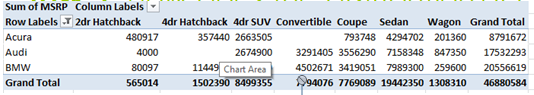 Sum of MSRP Column Labels
Row Labels 2dr Hatchback 4dr Hatchback 4dr SUV Convertible Coupe Sedan Wagon Grand Total
Acura 480917 357440 2663505 793748 4294702 201360 8791672
Audi 4000 2674900 3291405 3556290 7158348 847350 17532293
BMW 80097 4502671 3419051 7989300 259600 20556619
Chart Area
Grand Total 565014 1502390 8499355 7769089 19442350 1308310 46880584